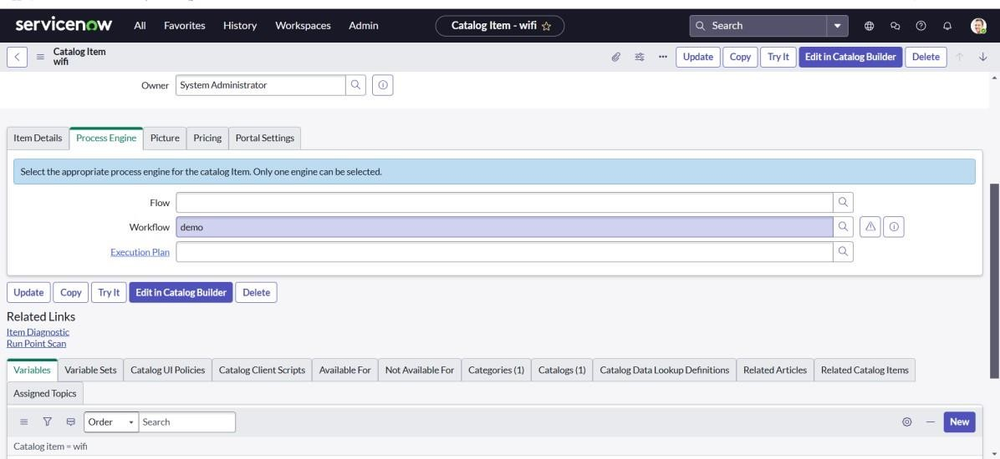 servicenow All Favorites History Workspaces Admin Catalog Item - wifi Search
Catalog Item
wifi
Update Copy Try It Edit in Catalog Builder Delete
Owner System Administrator
Item Details Process Engine Picture Pricing Portal Settings
Select the appropriate process engine for the catalog Item. Only one engine can be selected.
Flow
Workflow demo
Execution Plan
Update Copy Try It Edit in Catalog Builder Delete
Related Links
Item Diagnostic
Run Point Scan
Variables Variable Sets Catalog UI Policies Catalog Client Scripts Available For Not Available For Categories (1) Catalogs (1) Catalog Data Lookup Definitions Related Articles Related Catalog Items
Assigned Topics
Order Search New
Catalog item = wifi